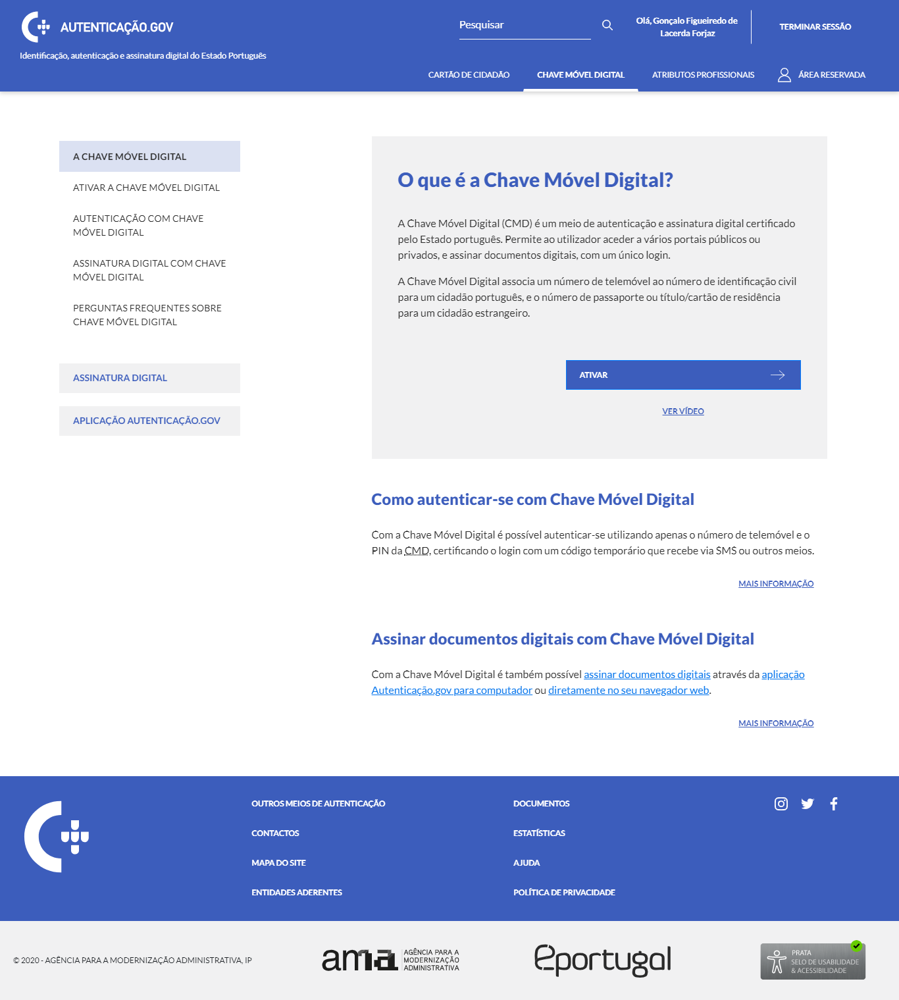 AUTENTICAÇÃO.GOV
Identificação, autenticação e assinatura digital do Estado Português
Pesquisar
Olá, Gonçalo Figueiredo de
Lacerda Forjaz
TERMINAR SESSÃO
CARTÃO DE CIDADÃO
CHAVE MÓVEL DIGITAL
ATRIBUTOS PROFISSIONAIS
ÁREA RESERVADA
A CHAVE MÓVEL DIGITAL
ATIVAR A CHAVE MÓVEL DIGITAL
AUTENTICAÇÃO COM CHAVE
MÓVEL DIGITAL
ASSINATURA DIGITAL COM CHAVE
MÓVEL DIGITAL
PERGUNTAS FREQUENTES SOBRE
CHAVE MÓVEL DIGITAL
ASSINATURA DIGITAL
APLICAÇÃO AUTENTICAÇÃO.GOV
O que é a Chave Móvel Digital?
A Chave Móvel Digital (CMD) é um meio de autenticação e assinatura digital certificado
pelo Estado português. Permite ao utilizador aceder a vários portais públicos ou
privados, e assinar documentos digitais, com um único login.
A Chave Móvel Digital associa um número de telemóvel ao número de identificação civil
para um cidadão português, e o número de passaporte ou título/cartão de residência
para um cidadão estrangeiro.
ATIVAR
VER VÍDEO
Como autenticar-se com Chave Móvel Digital
Com a Chave Móvel Digital é possível autenticar-se utilizando apenas o número de telemóvel e o
PIN da CMD, certificando o login com um código temporário que recebe via SMS ou outros meios.
MAIS INFORMAÇÃO
Assinar documentos digitais com Chave Móvel Digital
Com a Chave Móvel Digital é também possível assinar documentos digitais através da aplicação
Autenticação.gov para computador ou diretamente no seu navegador web.
MAIS INFORMAÇÃO
OUTROS MEIOS DE AUTENTICAÇÃO
CONTACTOS
MAPA DO SITE
ENTIDADES ADERENTES
DOCUMENTOS
ESTATÍSTICAS
AJUDA
POLÍTICA DE PRIVACIDADE
© 2020 - AGÊNCIA PARA A MODERNIZAÇÃO ADMINISTRATIVA, IP
ama
AGÊNCIA PARA A
MODERNIZAÇÃO
ADMINISTRATIVA
eportugal
PRATA
SELO DE USABILIDADE
& ACESSIBILIDADE